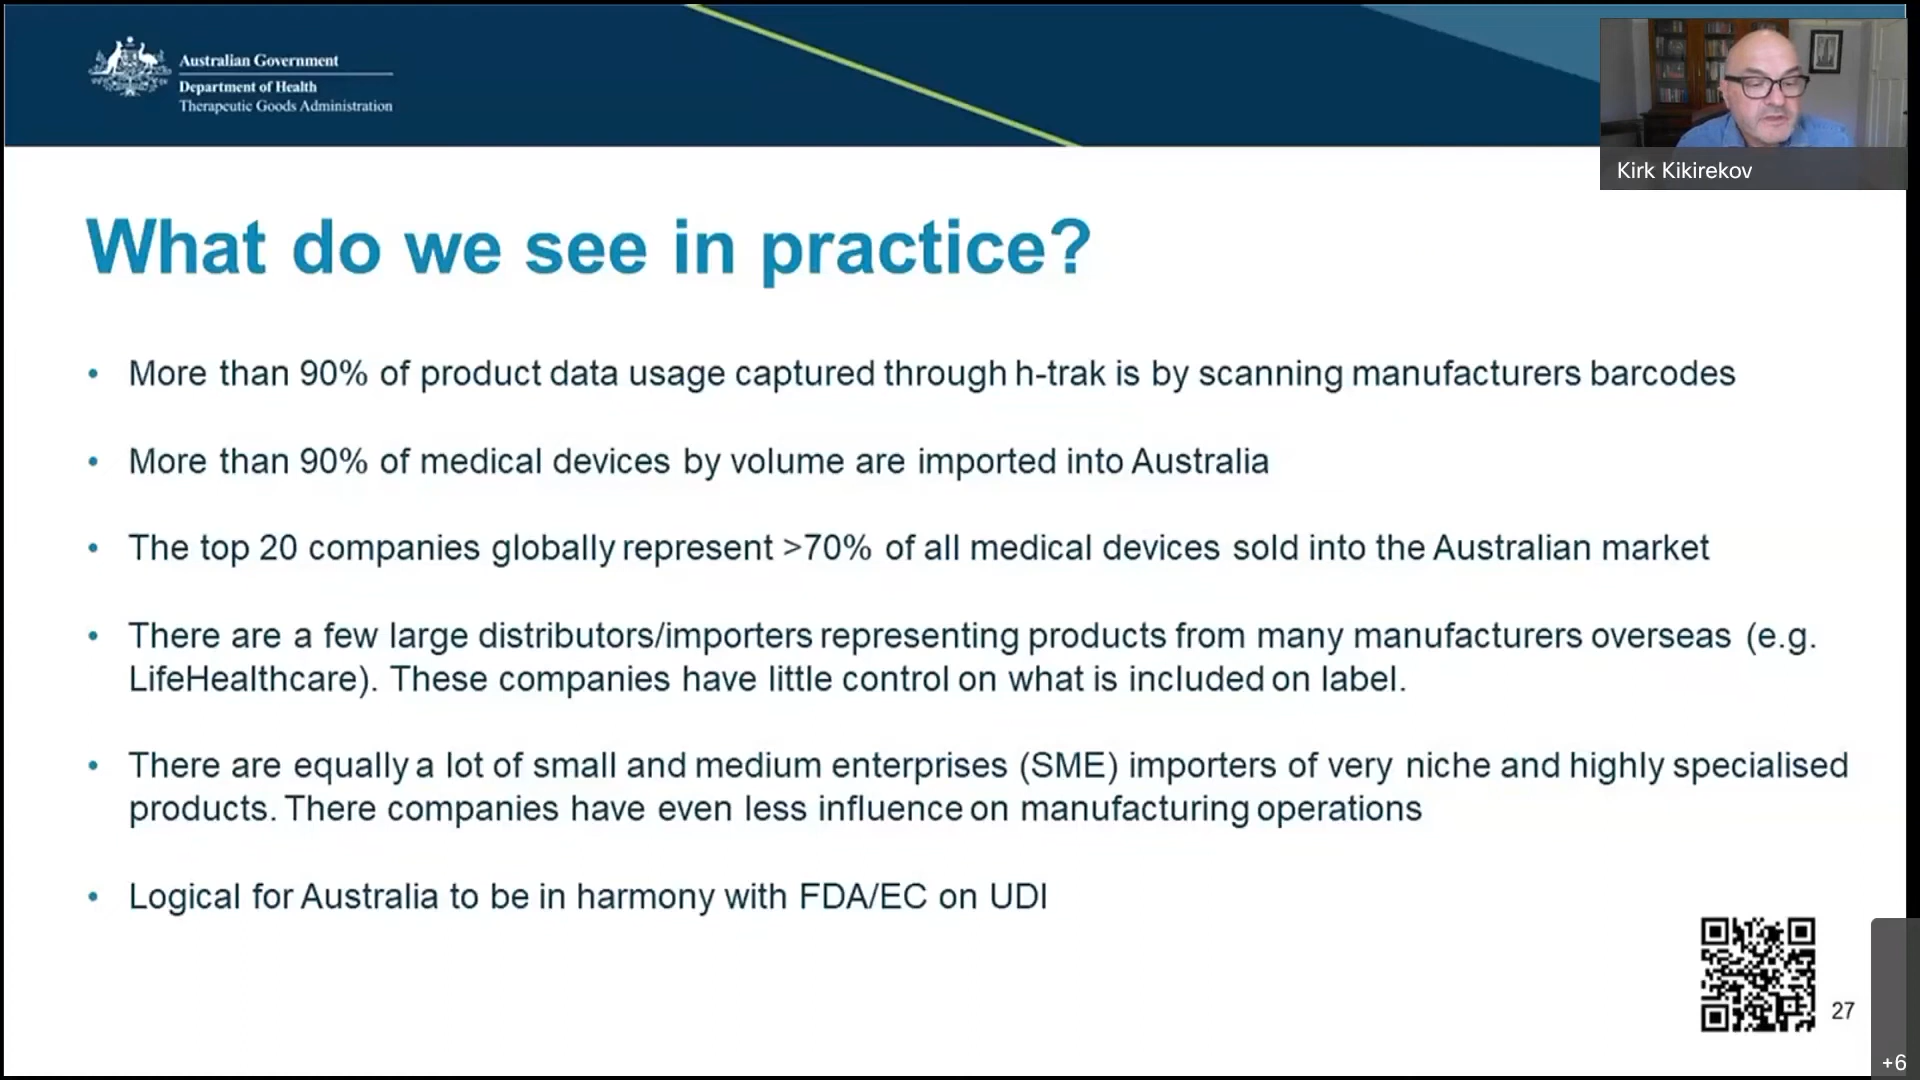 Australian Government
Department of Health
Therapeutic Goods Administration
Kirk Kikirekov
What do we see in practice?
• More than 90% of product data usage captured through h-trak is by scanning manufacturers barcodes
• More than 90% of medical devices by volume are imported into Australia
• The top 20 companies globally represent >70% of all medical devices sold into the Australian market
• There are a few large distributors/importers representing products from many manufacturers overseas (e.g.
LifeHealthcare). These companies have little control on what is included on label.
• There are equally a lot of small and medium enterprises (SME) importers of very niche and highly specialised
products. There companies have even less influence on manufacturing operations
• Logical for Australia to be in harmony with FDA/EC on UDI
27
+6